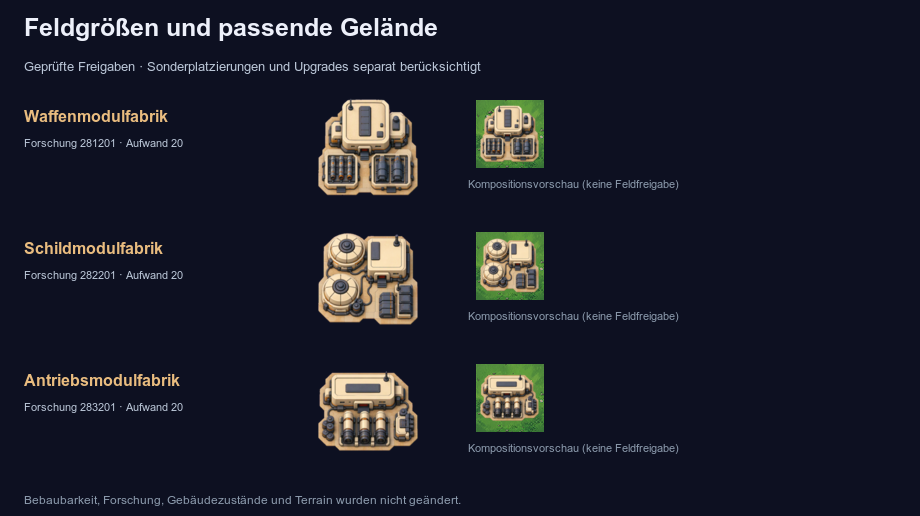 Feldgrößen und passende Gelände
Geprüfte Freigaben · Sonderplatzierungen und Upgrades separat berücksichtigt
Waffenmodulfabrik
Forschung 281201 · Aufwand 20
Kompositionsvorschau (keine Feldfreigabe)
Schildmodulfabrik
Forschung 282201 · Aufwand 20
Kompositionsvorschau (keine Feldfreigabe)
Antriebsmodulfabrik
Forschung 283201 · Aufwand 20
Kompositionsvorschau (keine Feldfreigabe)
Bebaubarkeit, Forschung, Gebäudezustände und Terrain wurden nicht geändert.